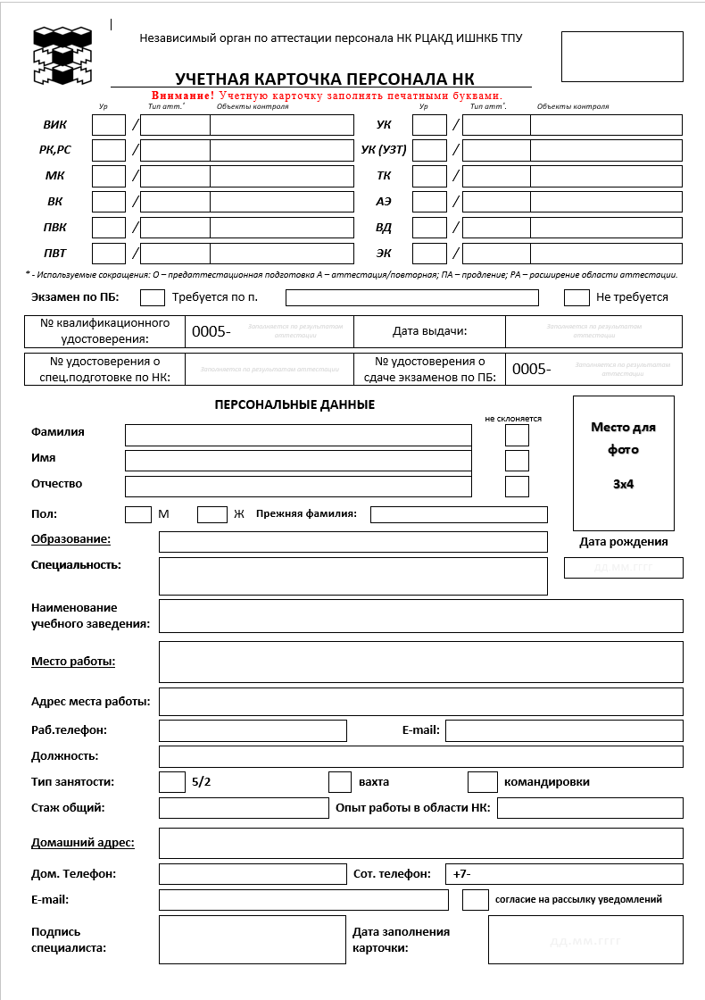 Независимый орган по аттестации персонала НК РЦАКД ИШНКБ ТПУ
УЧЕТНАЯ КАРТОЧКА ПЕРСОНАЛА НК
Внимание! Учетную карточку заполнять печатными буквами.
Ур Тип атт.* Объекты контроля Ур Тип атт*. Объекты контроля
ВИК / УК /
РК,РС / УК (УЗТ) /
МК / ТК /
ВК / АЭ /
ПВК / ВД /
ПВТ / ЭК /
* - Используемые сокращения: О – предаттестационная подготовка А – аттестация/повторная; ПА – продление; РА – расширение области аттестации.
Экзамен по ПБ: Требуется по п. Не требуется
№ квалификационного удостоверения: 0005- Заполняется по результатам аттестации Дата выдачи: Заполняется по результатам аттестации
№ удостоверения о спец.подготовке по НК: Заполняется по результатам аттестации № удостоверения о сдаче экзаменов по ПБ: 0005- Заполняется по результатам аттестации
ПЕРСОНАЛЬНЫЕ ДАННЫЕ
не склоняется
Место для
фото
3х4
Фамилия
Имя
Отчество
Пол: М Ж Прежняя фамилия:
Образование:
Дата рождения
Специальность:
ДД.ММ.ГГГГ
Наименование
учебного заведения:
Место работы:
Адрес места работы:
Раб.телефон: E-mail:
Должность:
Тип занятости: 5/2 вахта командировки
Стаж общий: Опыт работы в области НК:
Домашний адрес:
Дом. Телефон: Сот. телефон: +7-
E-mail: согласие на рассылку уведомлений
Подпись
специалиста:
Дата заполнения
карточки:
ДД.ММ.ГГГГ